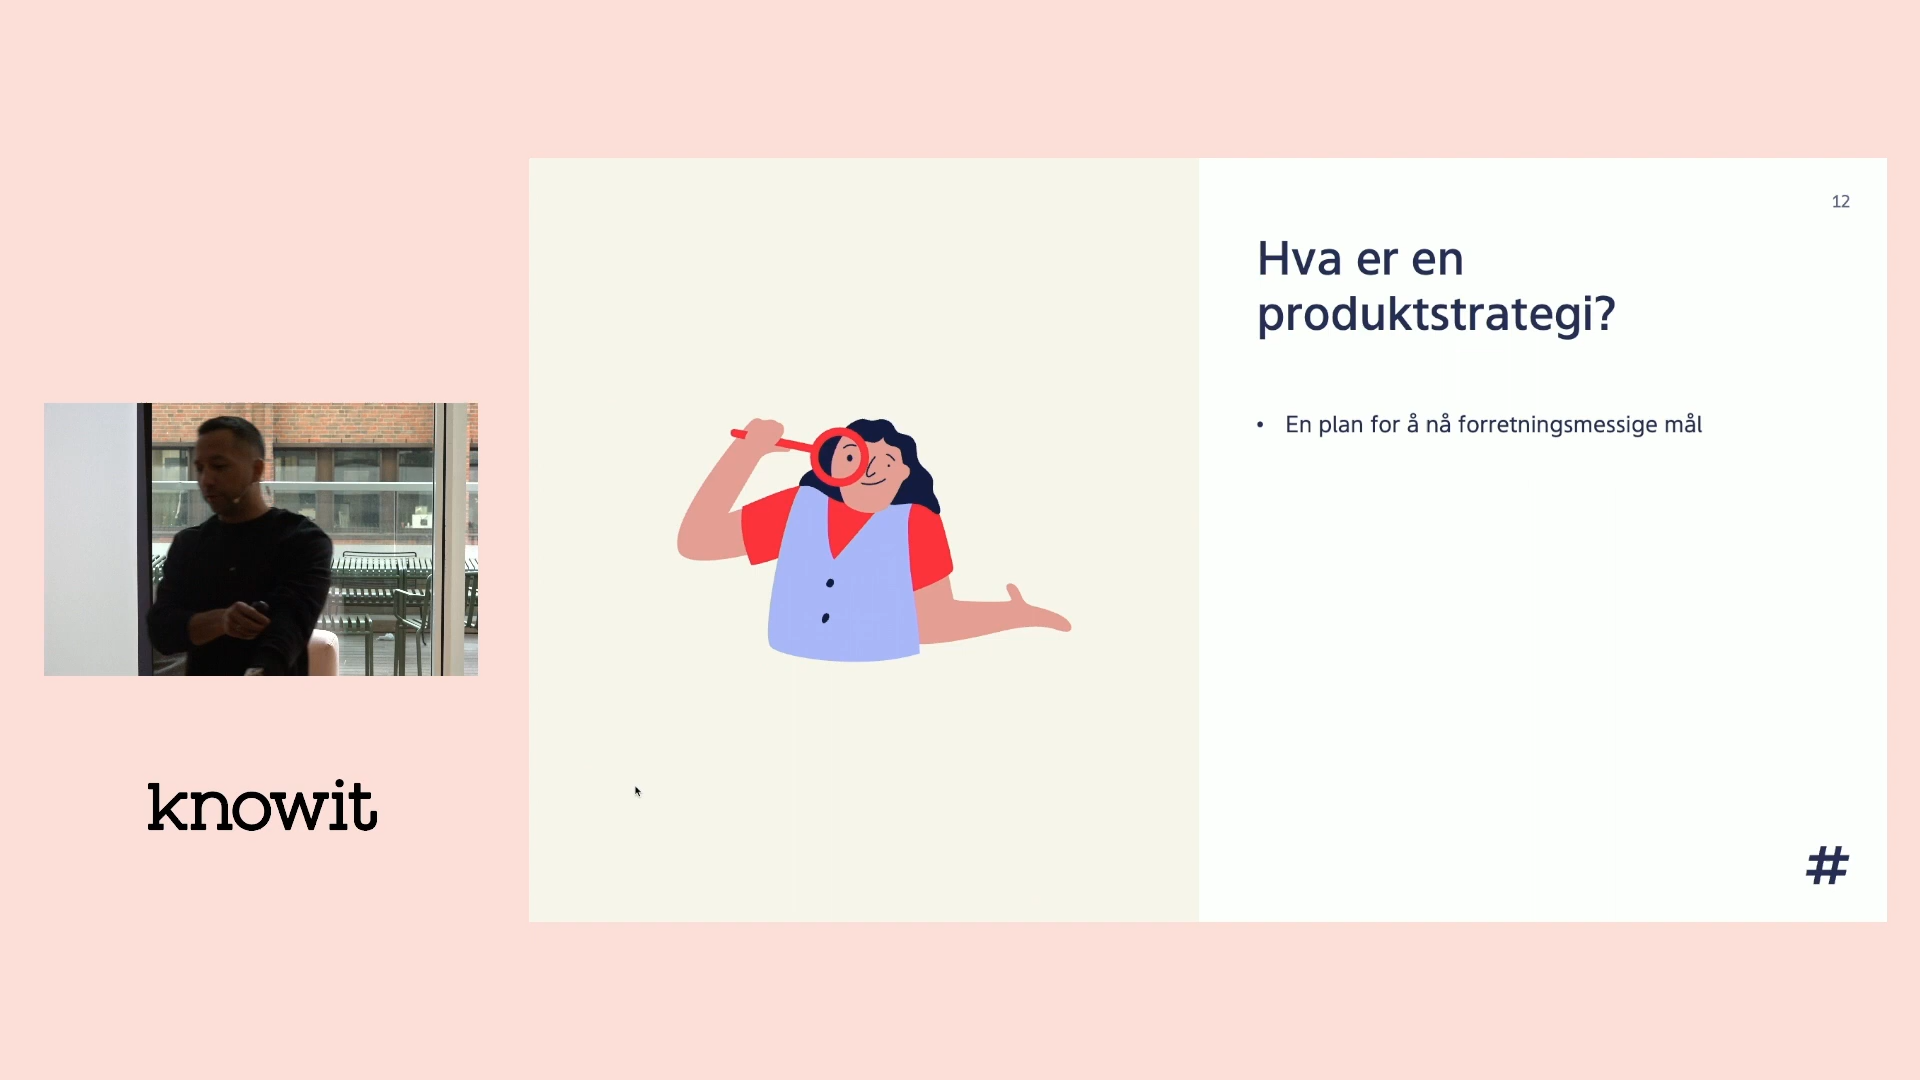 12
Hva er en
produktstrategi?
• En plan for å nå forretningsmessige mål
knowit
#